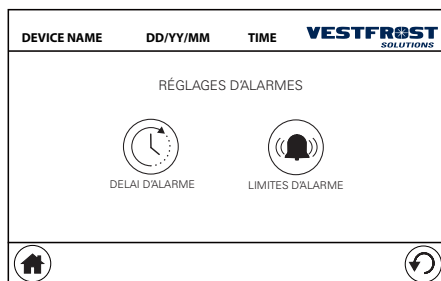 DEVICE NAME DD/YY/MM TIME VESTFROST
SOLUTIONS
RÉGLAGES D'ALARMES
DELAI D'ALARME LIMITES D'ALARME